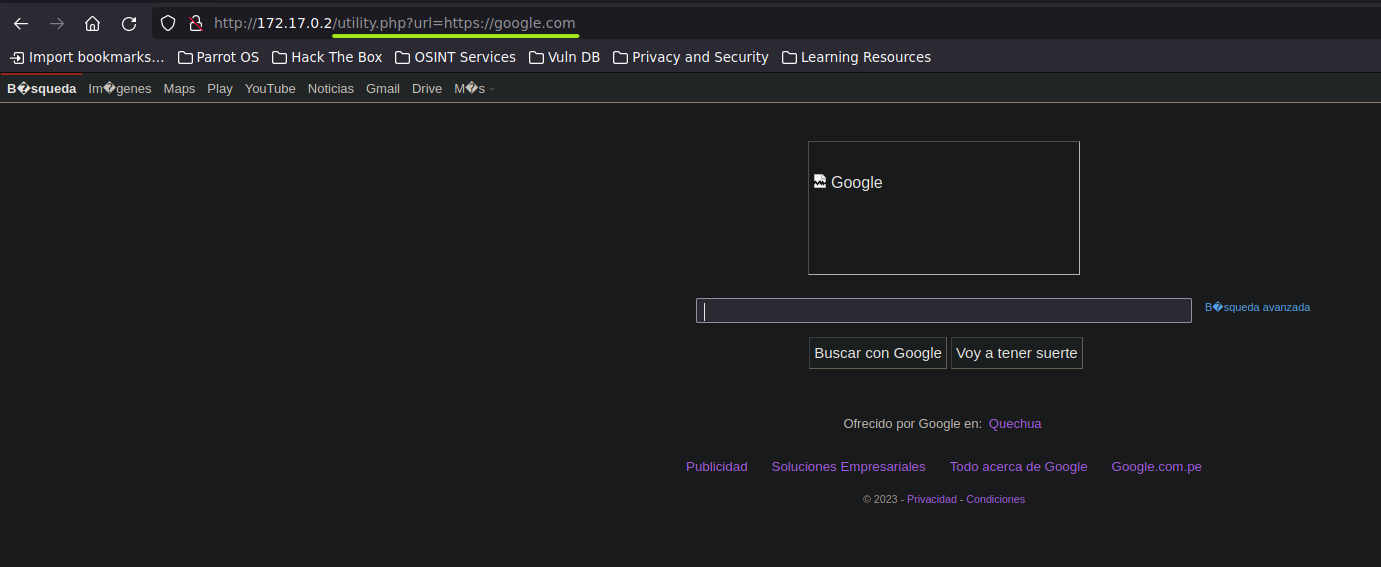 http://172.17.0.2/utility.php?url=https://google.com
Import bookmarks... Parrot OS Hack The Box OSINT Services Vuln DB Privacy and Security Learning Resources
B�squeda Im�genes Maps Play YouTube Noticias Gmail Drive M�s
Google
B�squeda avanzada
Buscar con Google Voy a tener suerte
Ofrecido por Google en: Quechua
Publicidad Soluciones Empresariales Todo acerca de Google Google.com.pe
© 2023 - Privacidad - Condiciones